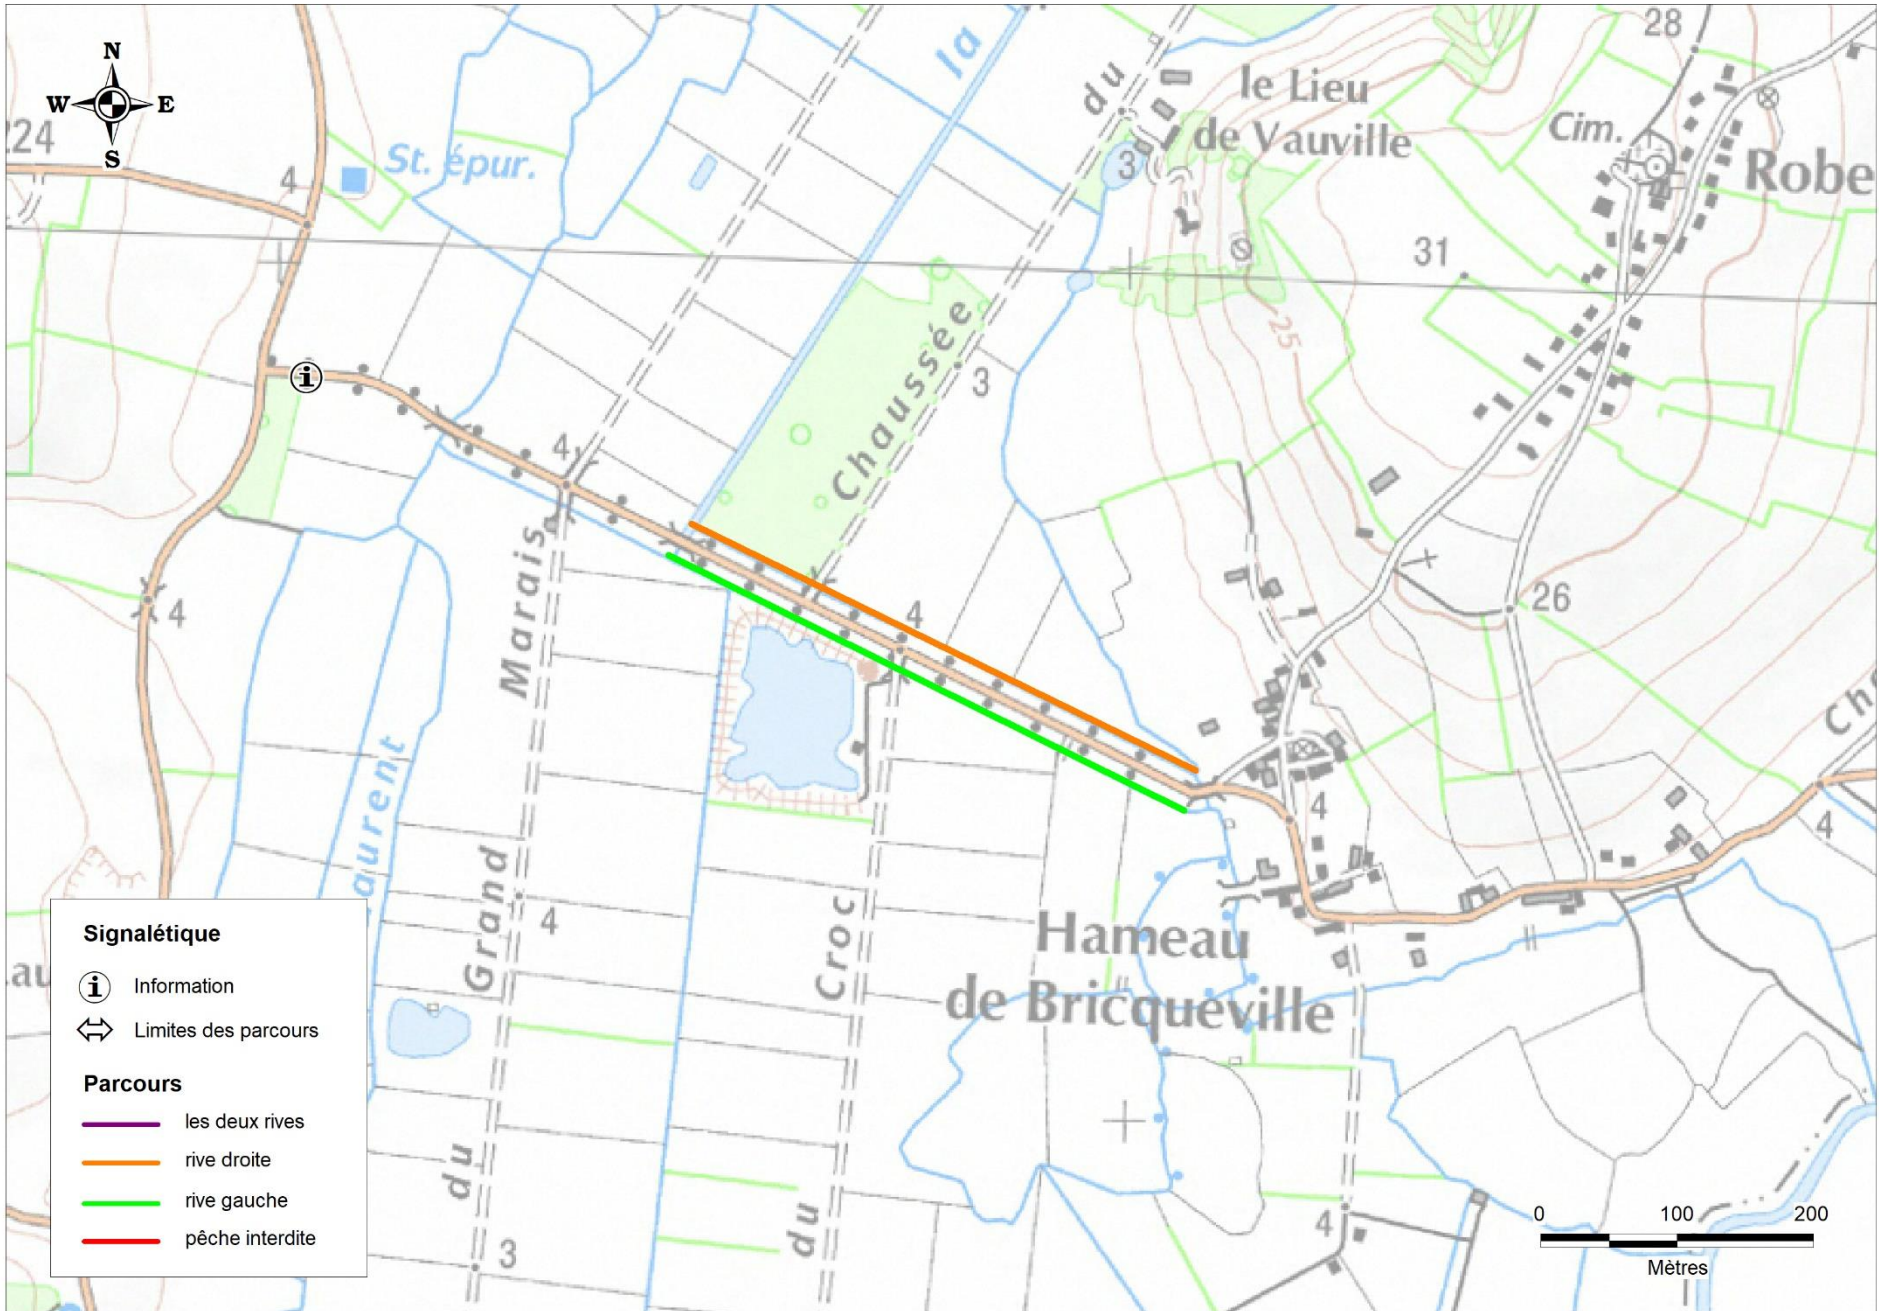 N
W E
S
224
4
St. épur.
la
du
3
le Lieu
de Vauville
28
Cim.
Robe
31
25
Chaussée
3
4
4
26
4
Marais
aurent
Grand
4
Croc
Hameau
de Bricqueville
4
4
du
3
du
4
Signalétique
Information
Limites des parcours
Parcours
les deux rives
rive droite
rive gauche
pêche interdite
0 100 200
Mètres